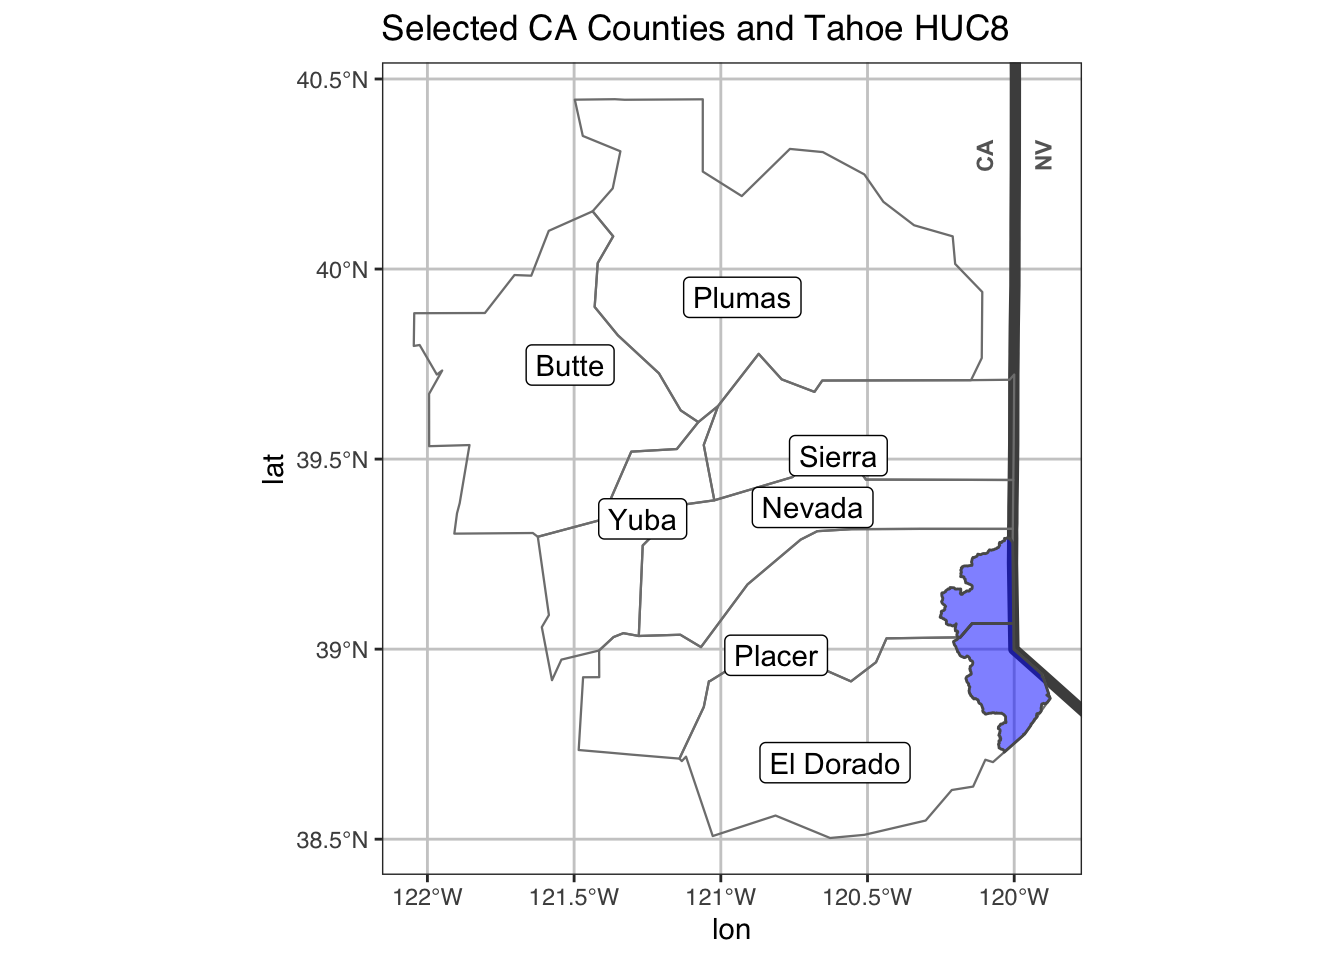 Selected CA Counties and Tahoe HUC8
40.5°N
CA
NV
40°N
Plumas
Butte
39.5°N
Sierra
Nevada
Yuba
lat
39°N
Placer
El Dorado
38.5°N
122°W 121.5°W 121°W 120.5°W 120°W
lon